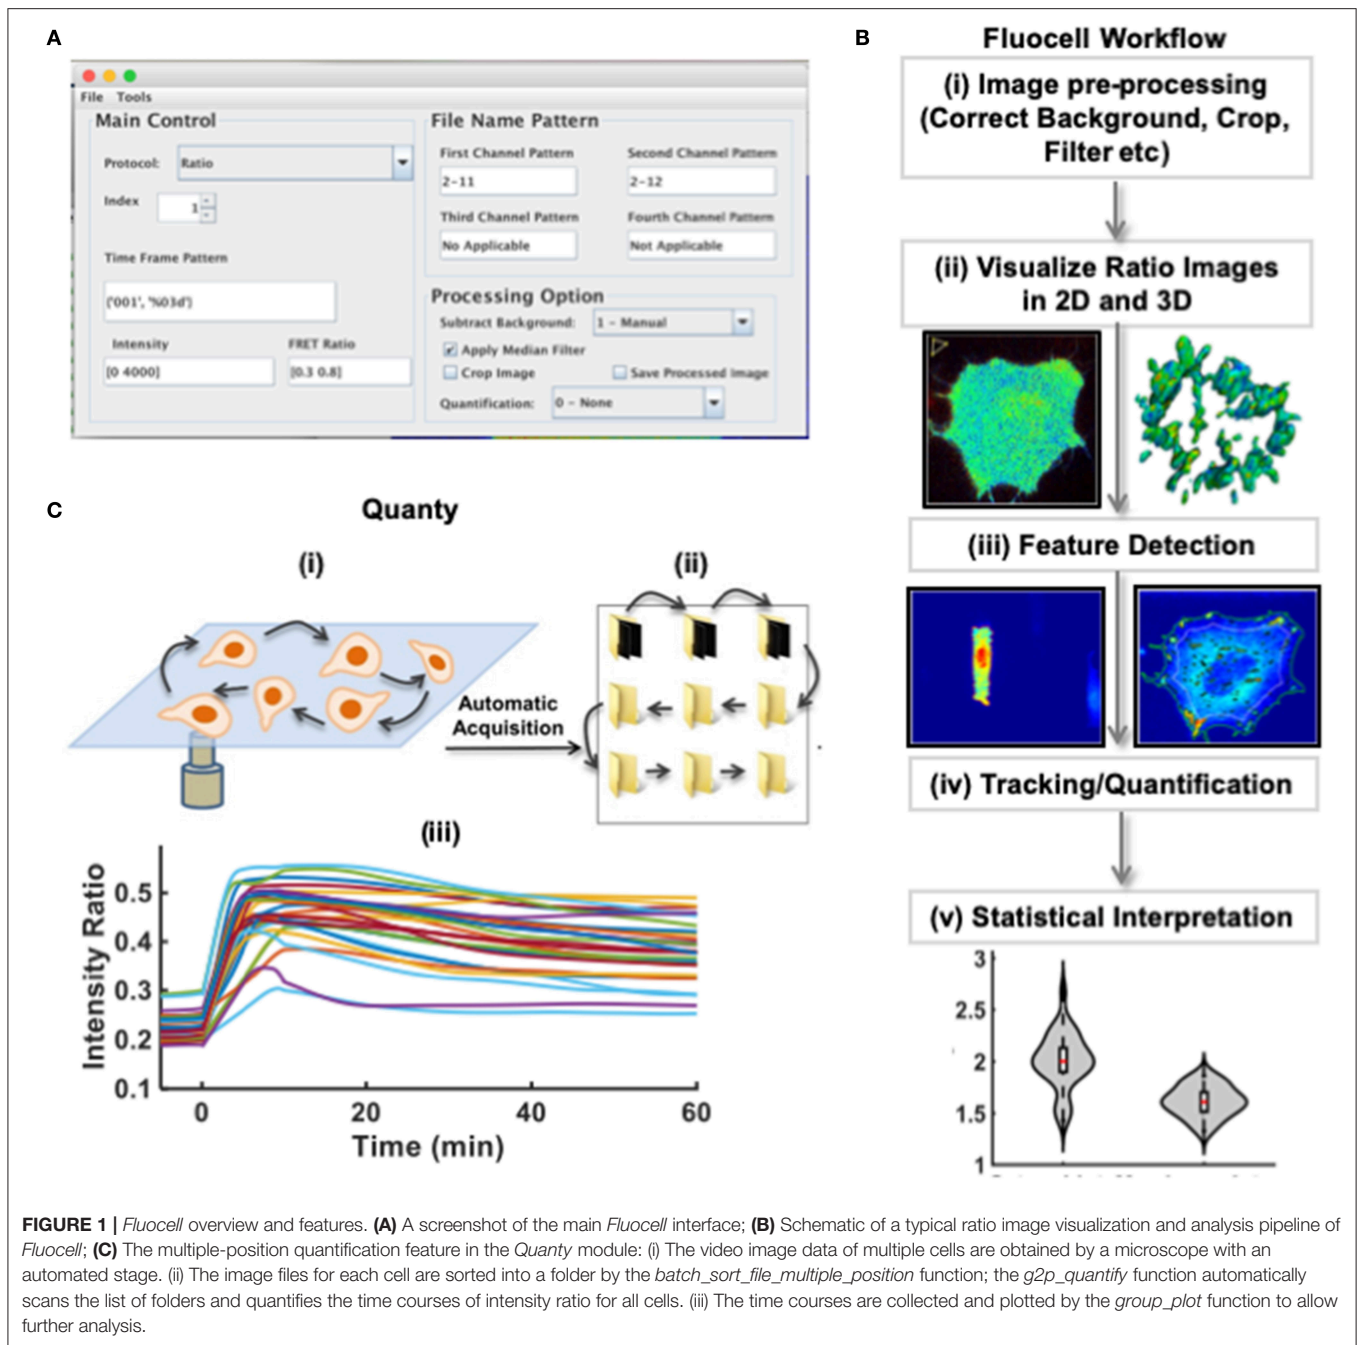 A
File Tools
Main Control
Protocol: Ratio
Index 1
Time Frame Pattern
('001', '%03d')
Intensity FRET Ratio
[0 4000] [0.3 0.8]
File Name Pattern
First Channel Pattern Second Channel Pattern
2-11 2-12
Third Channel Pattern Fourth Channel Pattern
No Applicable Not Applicable
Processing Option
Subtract Background: 1 - Manual
Apply Median Filter
Crop Image Save Processed Image
Quantification: 0 - None
B
Fluocell Workflow
(i) Image pre-processing
(Correct Background, Crop,
Filter etc)
(ii) Visualize Ratio Images
in 2D and 3D
(iii) Feature Detection
(iv) Tracking/Quantification
(v) Statistical Interpretation
3
2.5
2
1.5
1
C
Quanty
(i)
(ii)
Automatic
Acquisition
(iii)
Intensity Ratio
0.5
0.4
0.3
0.2
0.1
0 20 40 60
Time (min)
FIGURE 1 | Fluocell overview and features. (A) A screenshot of the main Fluocell interface; (B) Schematic of a typical ratio image visualization and analysis pipeline of
Fluocell; (C) The multiple-position quantification feature in the Quanty module: (i) The video image data of multiple cells are obtained by a microscope with an
automated stage. (ii) The image files for each cell are sorted into a folder by the batch_sort_file_multiple_position function; the g2p_quantify function automatically
scans the list of folders and quantifies the time courses of intensity ratio for all cells. (iii) The time courses are collected and plotted by the group_plot function to allow
further analysis.